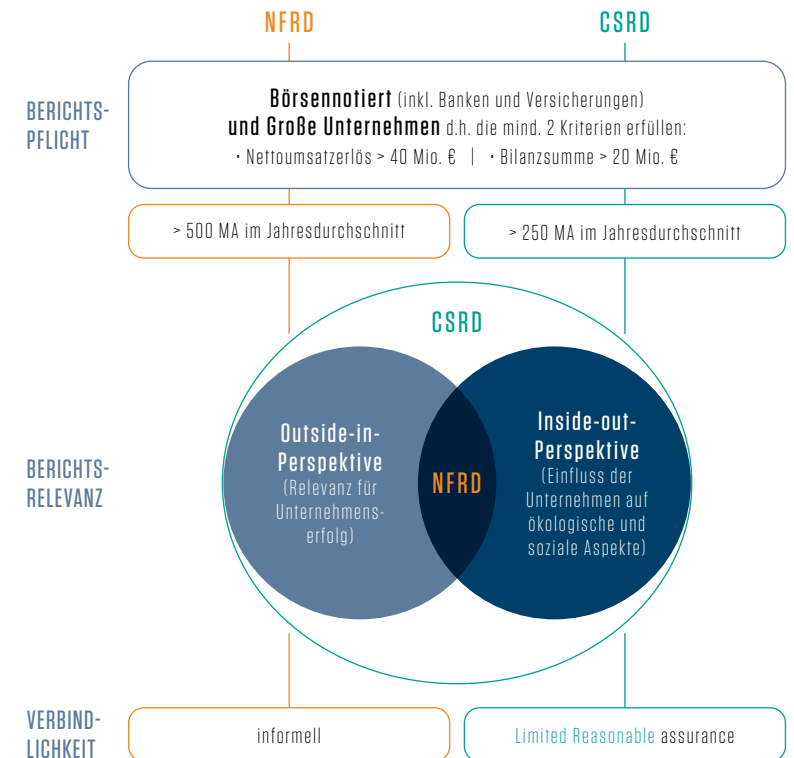 NFRD
CSRD
BERICHTS-
PFLICHT
Börsennotiert (inkl. Banken und Versicherungen)
und Große Unternehmen d.h. die mind. 2 Kriterien erfüllen:
· Nettoumsatzerlös > 40 Mio. € | · Bilanzsumme > 20 Mio. €
> 500 MA im Jahresdurchschnitt
> 250 MA im Jahresdurchschnitt
CSRD
BERICHTS-
RELEVANZ
Outside-in-
Perspektive
(Relevanz für
Unternehmens-
erfolg)
NFRD
Inside-out-
Perspektive
(Einfluss der
Unternehmen auf
ökologische und
soziale Aspekte)
VERBIND-
LICHKEIT
informell
Limited Reasonable assurance